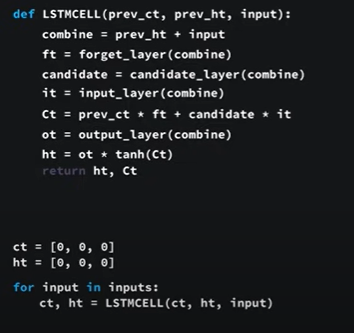 def LSTMCELL(prev_ct, prev_ht, input):
    combine = prev_ht + input
    ft = forget_layer(combine)
    candidate = candidate_layer(combine)
    it = input_layer(combine)
    Ct = prev_ct * ft + candidate * it
    ot = output_layer(combine)
    ht = ot * tanh(Ct)
    return ht, Ct
ct = [0, 0, 0]
ht = [0, 0, 0]
for input in inputs:
    ct, ht = LSTMCELL(ct, ht, input)